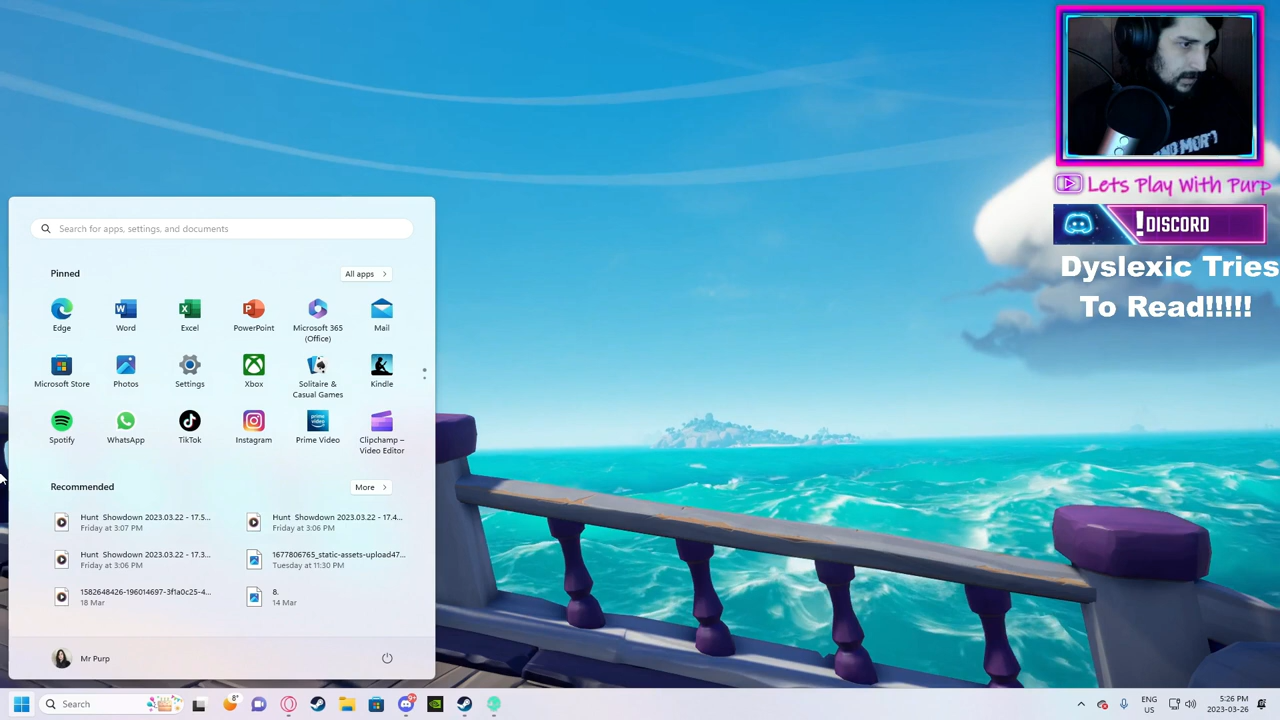 Lets Play With Purp
!DISCORD
Dyslexic Tries
To Read!!!!!
Search for apps, settings, and documents
Pinned
All apps
Edge
Word
Excel
PowerPoint
Microsoft 365
(Office)
Mail
Microsoft Store
Photos
Settings
Xbox
Solitaire &
Casual Games
Kindle
Spotify
WhatsApp
TikTok
Instagram
Prime Video
Clipchamp –
Video Editor
Recommended
More
Hunt Showdown 2023.03.22 - 17.5...
Friday at 3:07 PM
Hunt Showdown 2023.03.22 - 17.4...
Friday at 3:06 PM
Hunt Showdown 2023.03.22 - 17.3...
Friday at 3:06 PM
1677806765_static-assets-upload47...
Tuesday at 11:30 PM
1582648426-196014697-3f1a0c25-4...
18 Mar
8.
14 Mar
Mr Purp
Search
8°
9+
ENG
US
5:26 PM
2023-03-26